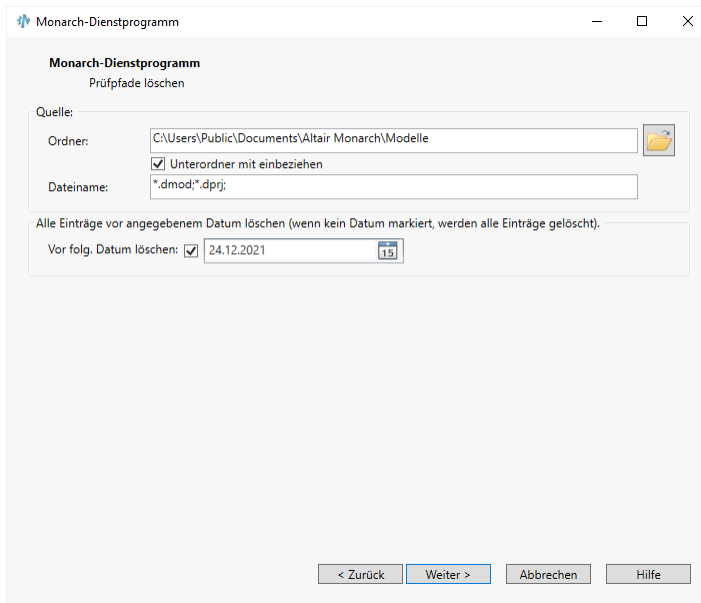 Monarch-Dienstprogramm
Monarch-Dienstprogramm
Prüfpfade löschen
Quelle:
Ordner: C:\Users\Public\Documents\Altair Monarch\Modelle
Unterordner mit einbeziehen
Dateiname: *.dmod;*.dprj;
Alle Einträge vor angegebenem Datum löschen (wenn kein Datum markiert, werden alle Einträge gelöscht).
Vor folg. Datum löschen: 24.12.2021 15
< Zurück Weiter > Abbrechen Hilfe